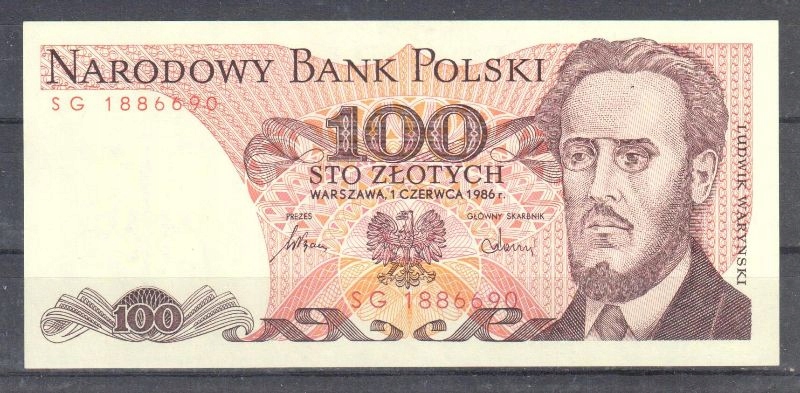 NARODOWY BANK POLSKI
SG 1886690
100
STO ZŁOTYCH
WARSZAWA, 1 CZERWCA 1986 r.
PREZES
GŁÓWNY SKARBNIK
SG 1886690
100
LUDWIK WARYŃSKI